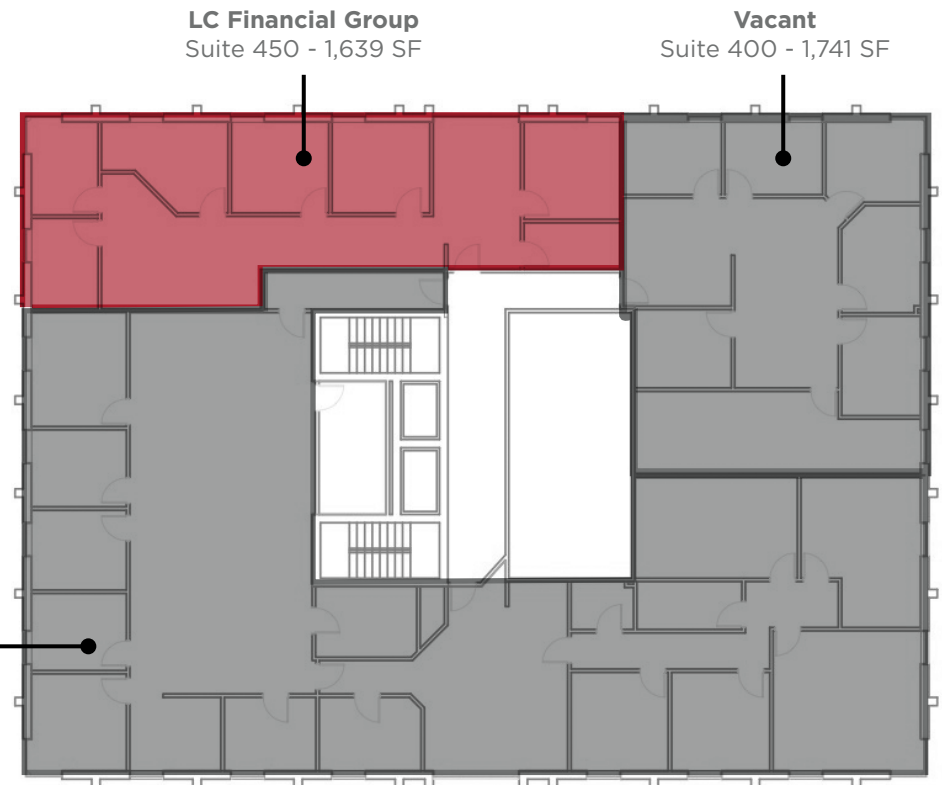 LC Financial Group
Suite 450 - 1,639 SF
Vacant
Suite 400 - 1,741 SF